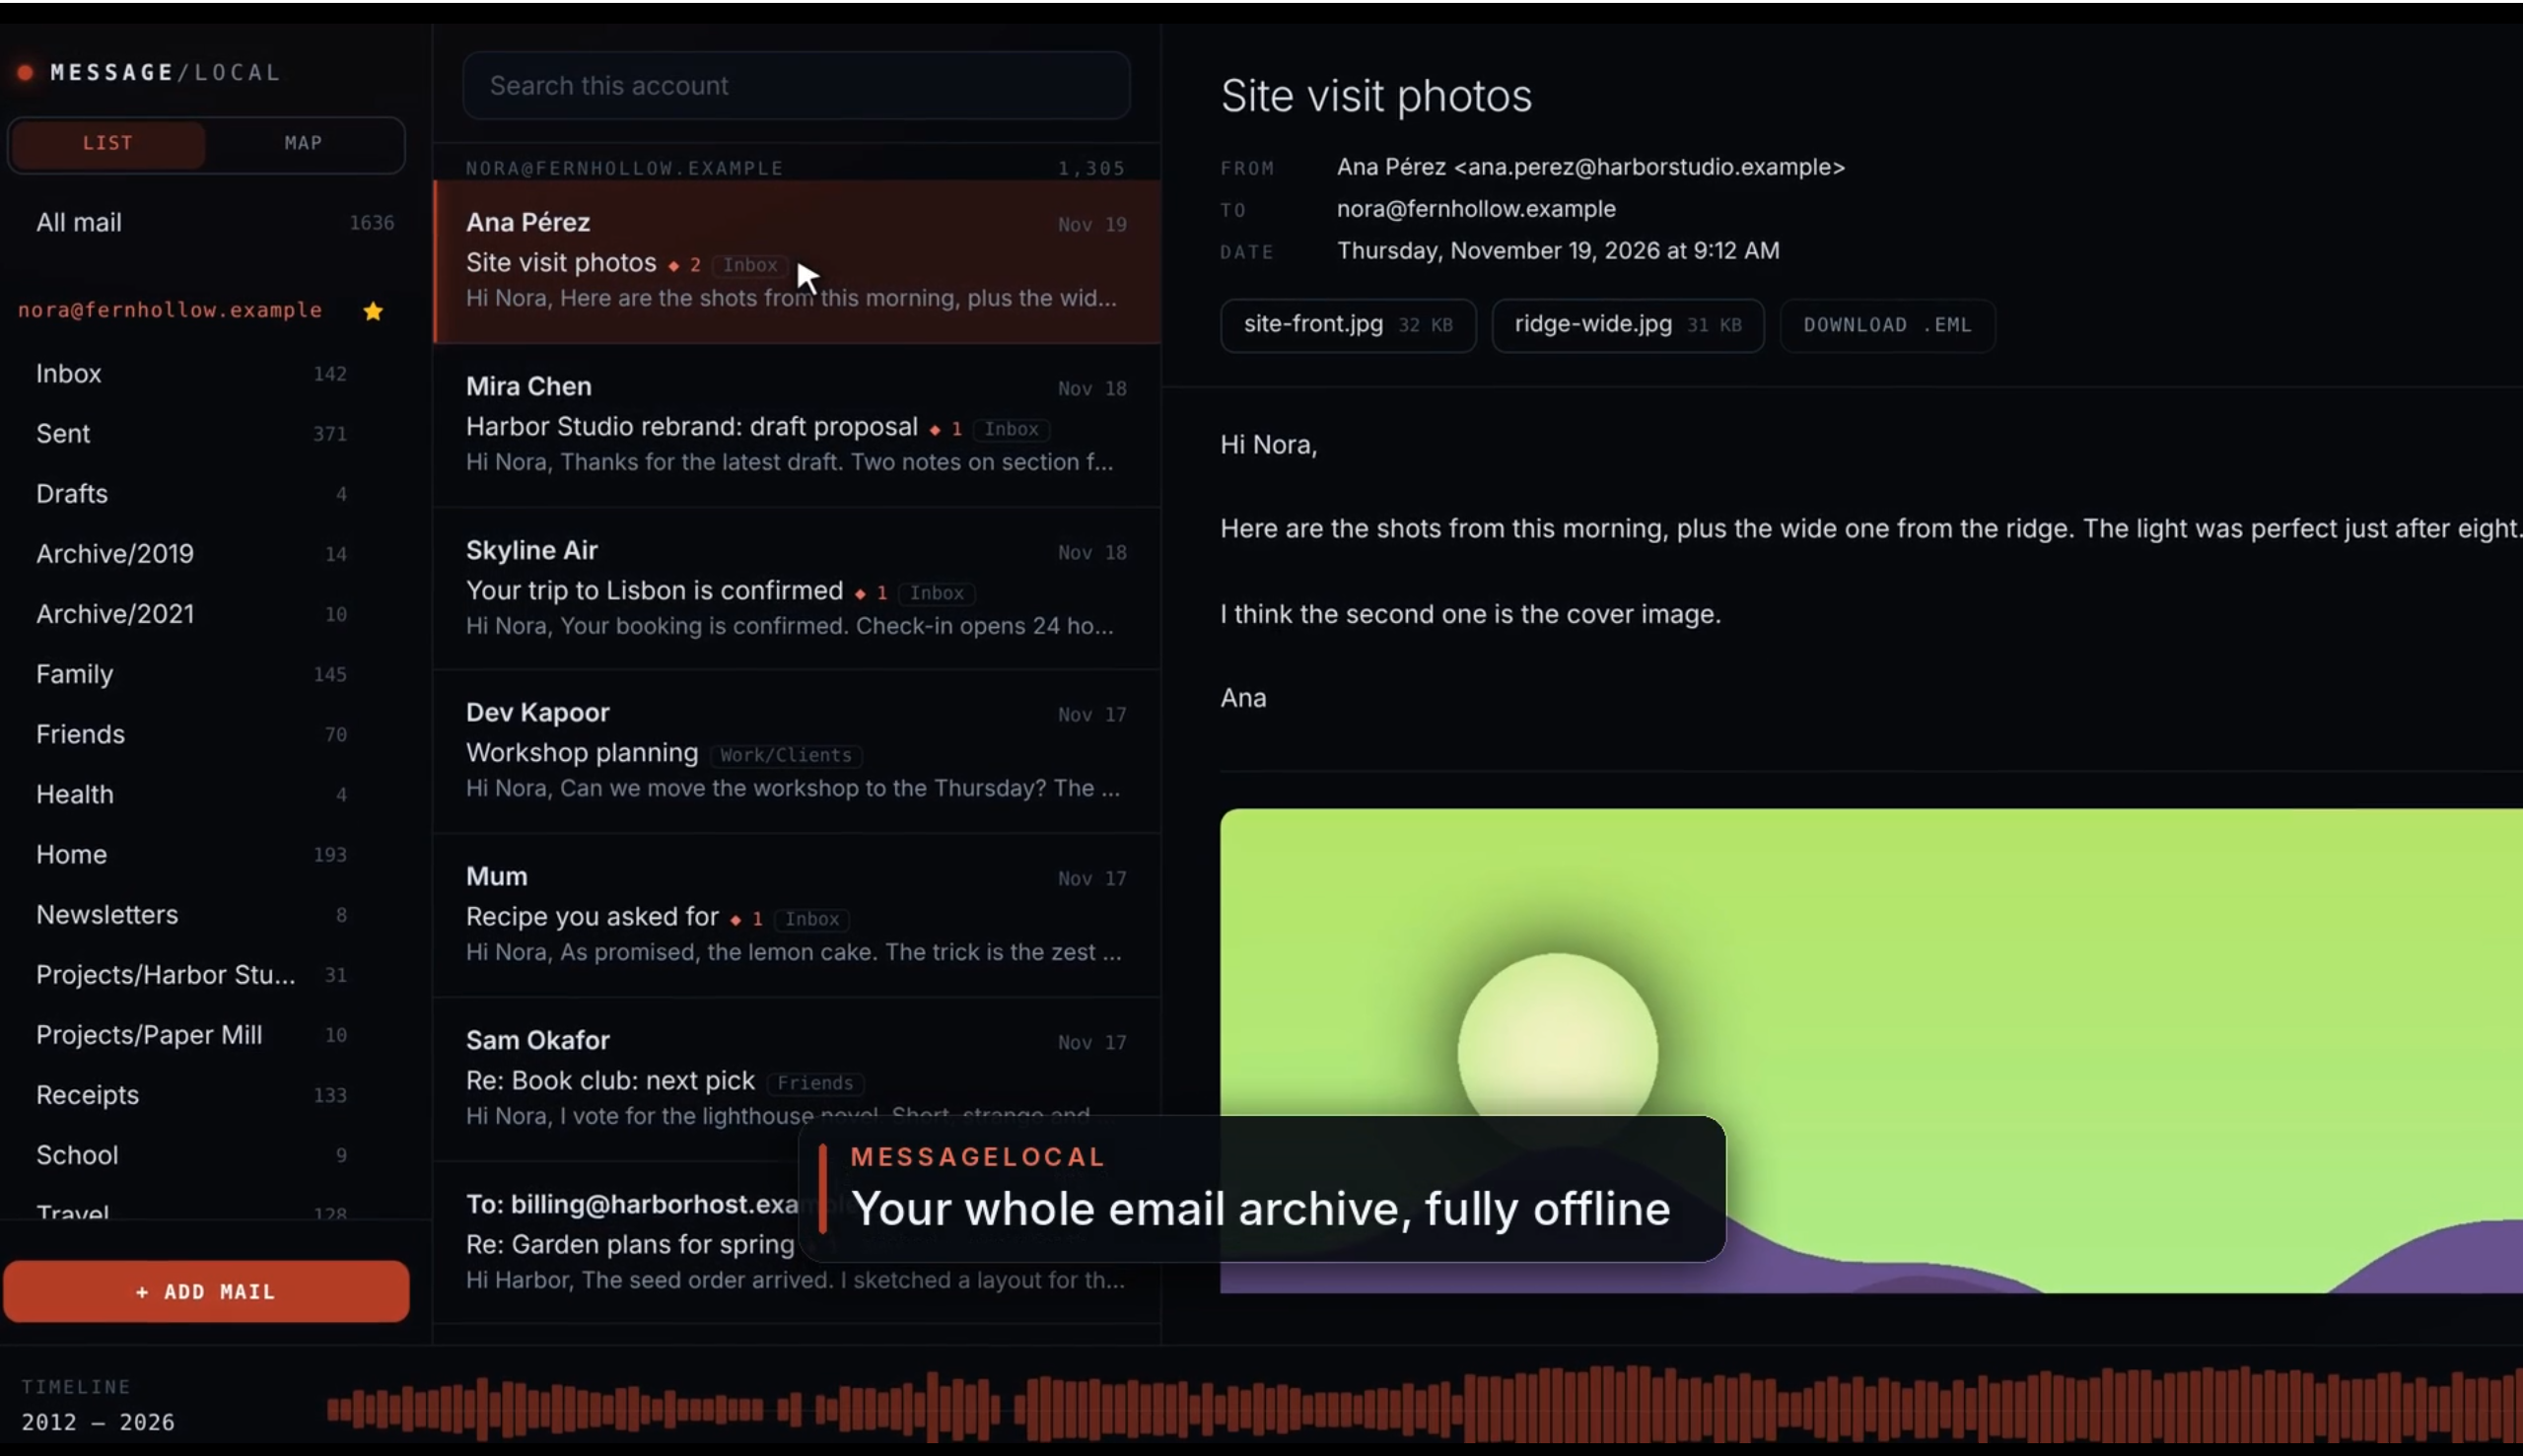 MESSAGE/LOCAL
LIST MAP
All mail 1636
nora@fernhollow.example
Inbox 142
Sent 371
Drafts 4
Archive/2019 14
Archive/2021 10
Family 145
Friends 70
Health 4
Home 193
Newsletters 8
Projects/Harbor Stu... 31
Projects/Paper Mill 10
Receipts 133
School 9
Travel 128
+ ADD MAIL
Search this account
NORA@FERNHOLLOW.EXAMPLE 1,305
Ana Pérez Nov 19
Site visit photos ◆ 2 Inbox
Hi Nora, Here are the shots from this morning, plus the wid...
Mira Chen Nov 18
Harbor Studio rebrand: draft proposal ◆ 1 Inbox
Hi Nora, Thanks for the latest draft. Two notes on section f...
Skyline Air Nov 18
Your trip to Lisbon is confirmed ◆ 1 Inbox
Hi Nora, Your booking is confirmed. Check-in opens 24 ho...
Dev Kapoor Nov 17
Workshop planning Work/Clients
Hi Nora, Can we move the workshop to the Thursday? The ...
Mum Nov 17
Recipe you asked for ◆ 1 Inbox
Hi Nora, As promised, the lemon cake. The trick is the zest ...
Sam Okafor Nov 17
Re: Book club: next pick Friends
Hi Nora, I vote for the lighthouse novel. Short, strange and ...
To: billing@harborhost.exa
Re: Garden plans for spring
Hi Harbor, The seed order arrived. I sketched a layout for th...
Site visit photos
FROM Ana Pérez <ana.perez@harborstudio.example>
TO nora@fernhollow.example
DATE Thursday, November 19, 2026 at 9:12 AM
site-front.jpg 32 KB ridge-wide.jpg 31 KB DOWNLOAD .EML
Hi Nora,
Here are the shots from this morning, plus the wide one from the ridge. The light was perfect just after eight.
I think the second one is the cover image.
Ana
MESSAGELOCAL
Your whole email archive, fully offline
TIMELINE
2012 – 2026